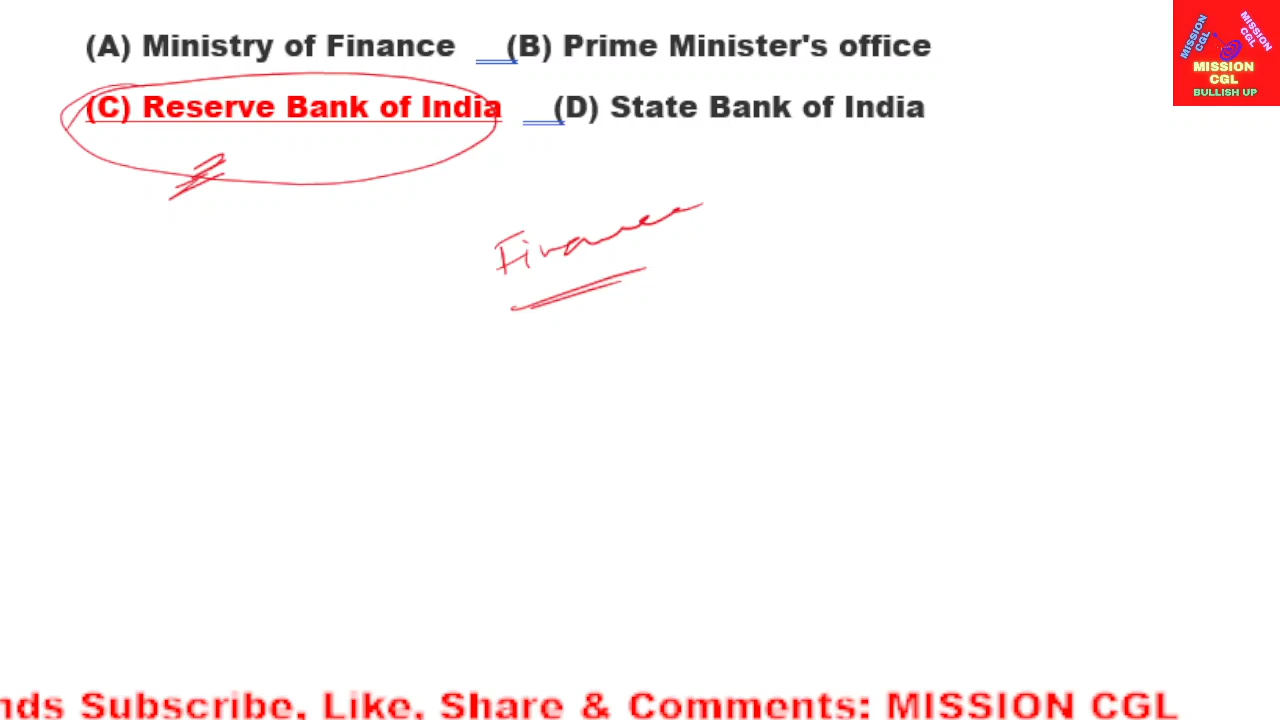 (A) Ministry of Finance (B) Prime Minister's office
(C) Reserve Bank of India (D) State Bank of India
Finance
MISSION CGL
MISSION CGL
MISSION
CGL
BULLISH UP
nds Subscribe, Like, Share & Comments: MISSION CGL